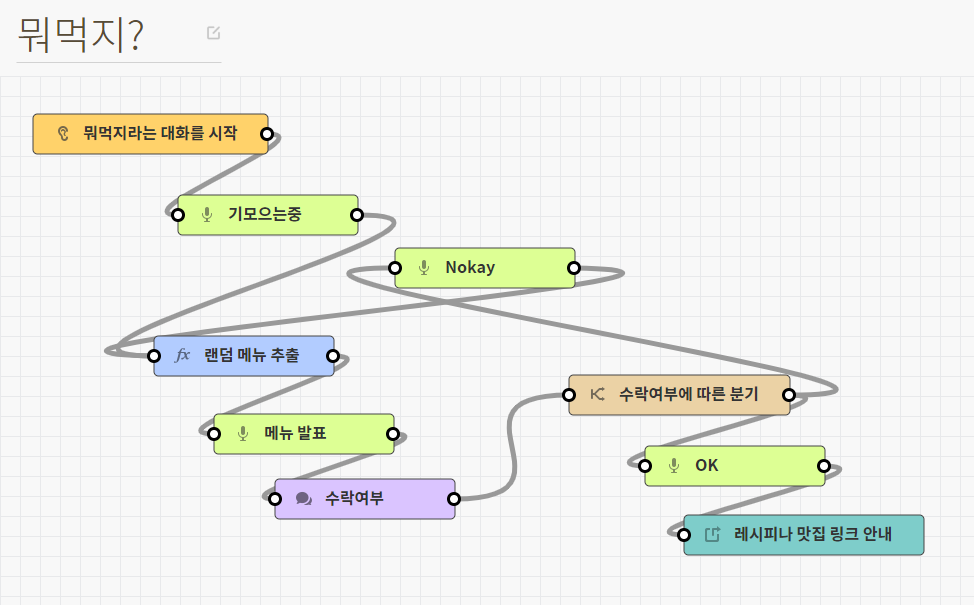 뭐먹지?
뭐먹지라는 대화를 시작
기모으는중
Nokay
fx 랜덤 메뉴 추출
수락여부에 따른 분기
메뉴 발표
OK
수락여부
레시피나 맛집 링크 안내